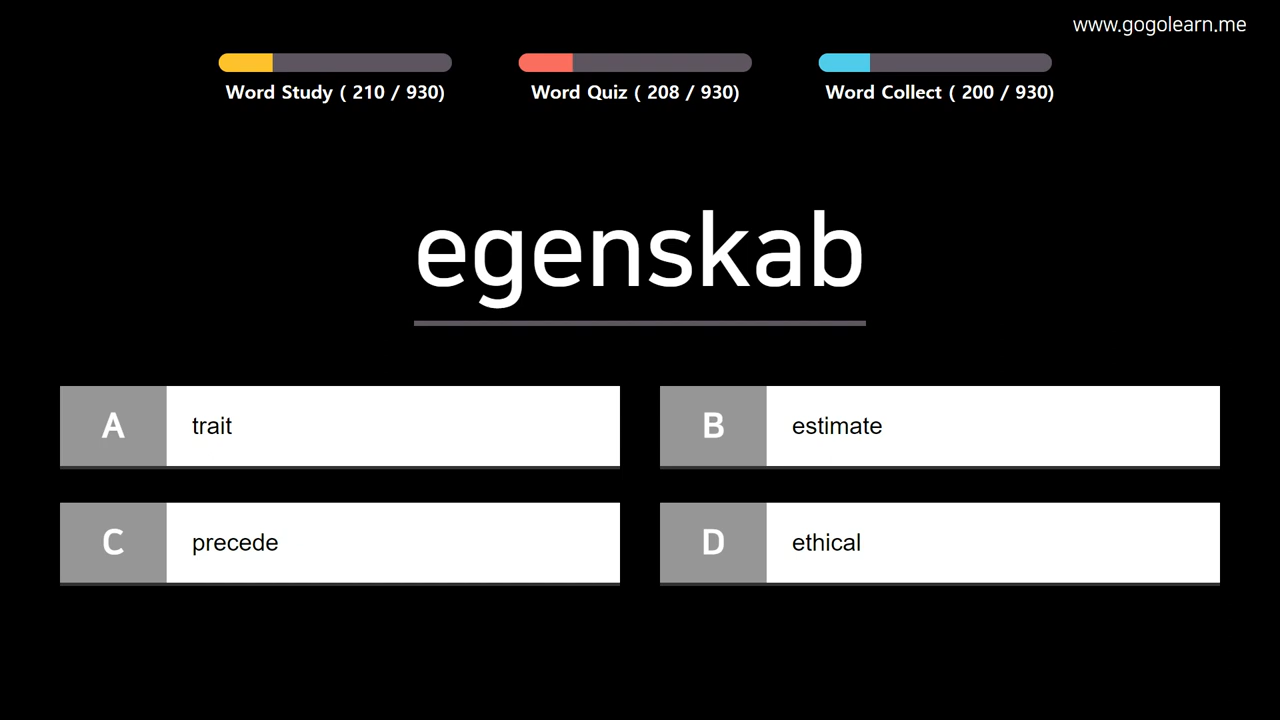 www.gogolearn.me
Word Study ( 210 / 930)
Word Quiz ( 208 / 930)
Word Collect ( 200 / 930)
egenskab
A trait
B estimate
C precede
D ethical